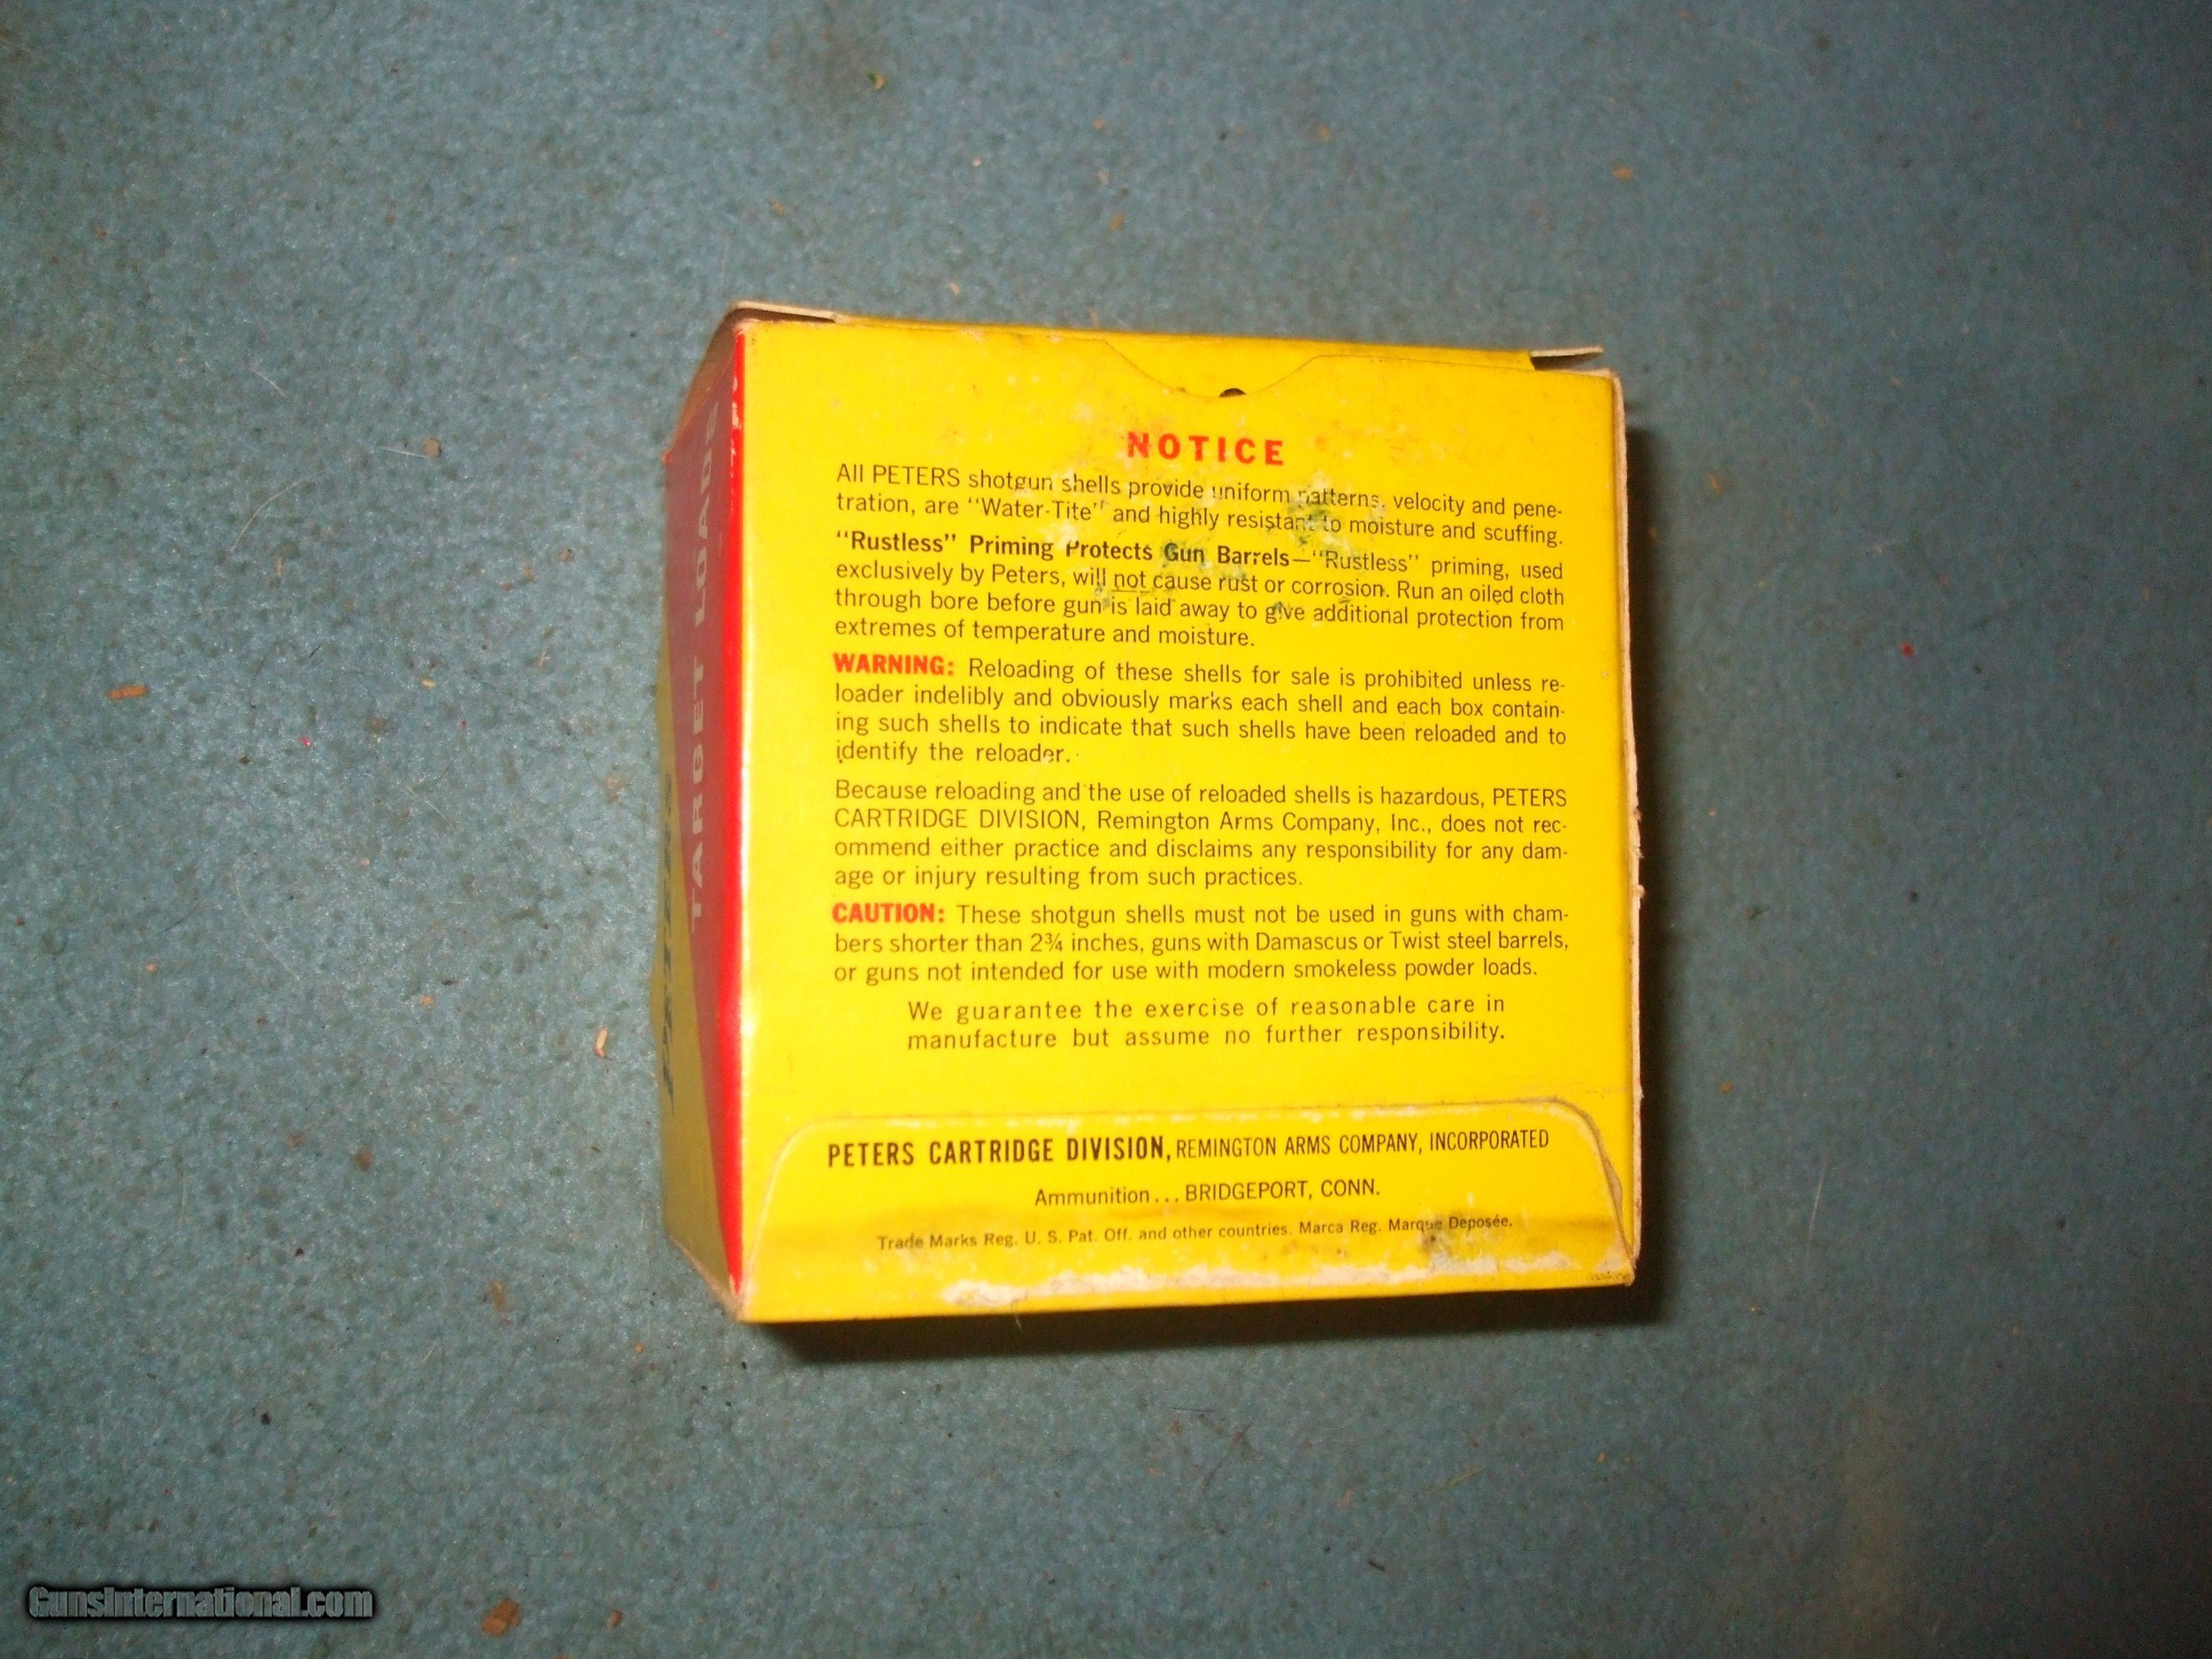 NOTICE
All PETERS shotgun shells provide uniform patterns, velocity and pene-
tration, are "Water-Tite" and highly resistant to moisture and scuffing.
"Rustless" Priming Protects Gun Barrels—"Rustless" priming, used
exclusively by Peters, will not cause rust or corrosion. Run an oiled cloth
through bore before gun is laid away to give additional protection from
extremes of temperature and moisture.
WARNING: Reloading of these shells for sale is prohibited unless re-
loader indelibly and obviously marks each shell and each box contain-
ing such shells to indicate that such shells have been reloaded and to
identify the reloader.
Because reloading and the use of reloaded shells is hazardous, PETERS
CARTRIDGE DIVISION, Remington Arms Company, Inc., does not rec-
ommend either practice and disclaims any responsibility for any dam-
age or injury resulting from such practices.
CAUTION: These shotgun shells must not be used in guns with cham-
bers shorter than 2¾ inches, guns with Damascus or Twist steel barrels,
or guns not intended for use with modern smokeless powder loads.
We guarantee the exercise of reasonable care in
manufacture but assume no further responsibility.
PETERS CARTRIDGE DIVISION, REMINGTON ARMS COMPANY, INCORPORATED
Ammunition... BRIDGEPORT, CONN.
Trade Marks Reg. U. S. Pat. Off. and other countries. Marca Reg. Marque Deposée.
TARGET LOADS
PETERS
GunsInternational.com